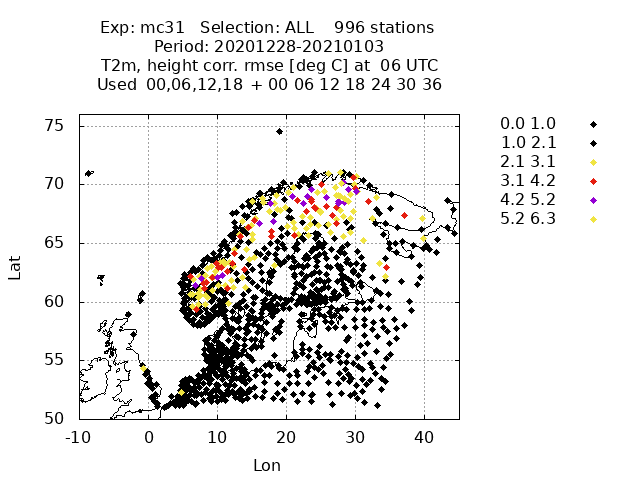 Exp: mc31 Selection: ALL 996 stations
Period: 20201228-20210103
T2m, height corr. rmse [deg C] at 06 UTC
Used 00,06,12,18 + 00 06 12 18 24 30 36
75
70
65
60
55
50
-10 0 10 20 30 40
Lat
Lon
0.0 1.0
1.0 2.1
2.1 3.1
3.1 4.2
4.2 5.2
5.2 6.3